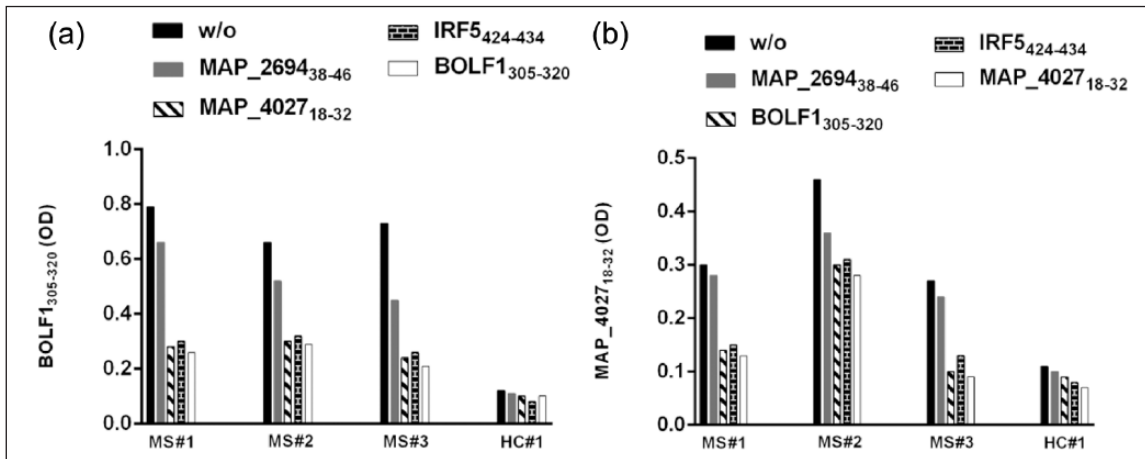 (a)
w/o
IRF5424-434
MAP_269438-46
BOLF1305-320
MAP_402718-32
BOLF1305-320 (OD)
1.0
0.8
0.6
0.4
0.2
0.0
MS#1 MS#2 MS#3 HC#1
(b)
w/o
IRF5424-434
MAP_269438-46
MAP_402718-32
BOLF1305-320
MAP_402718-32 (OD)
0.5
0.4
0.3
0.2
0.1
0.0
MS#1 MS#2 MS#3 HC#1